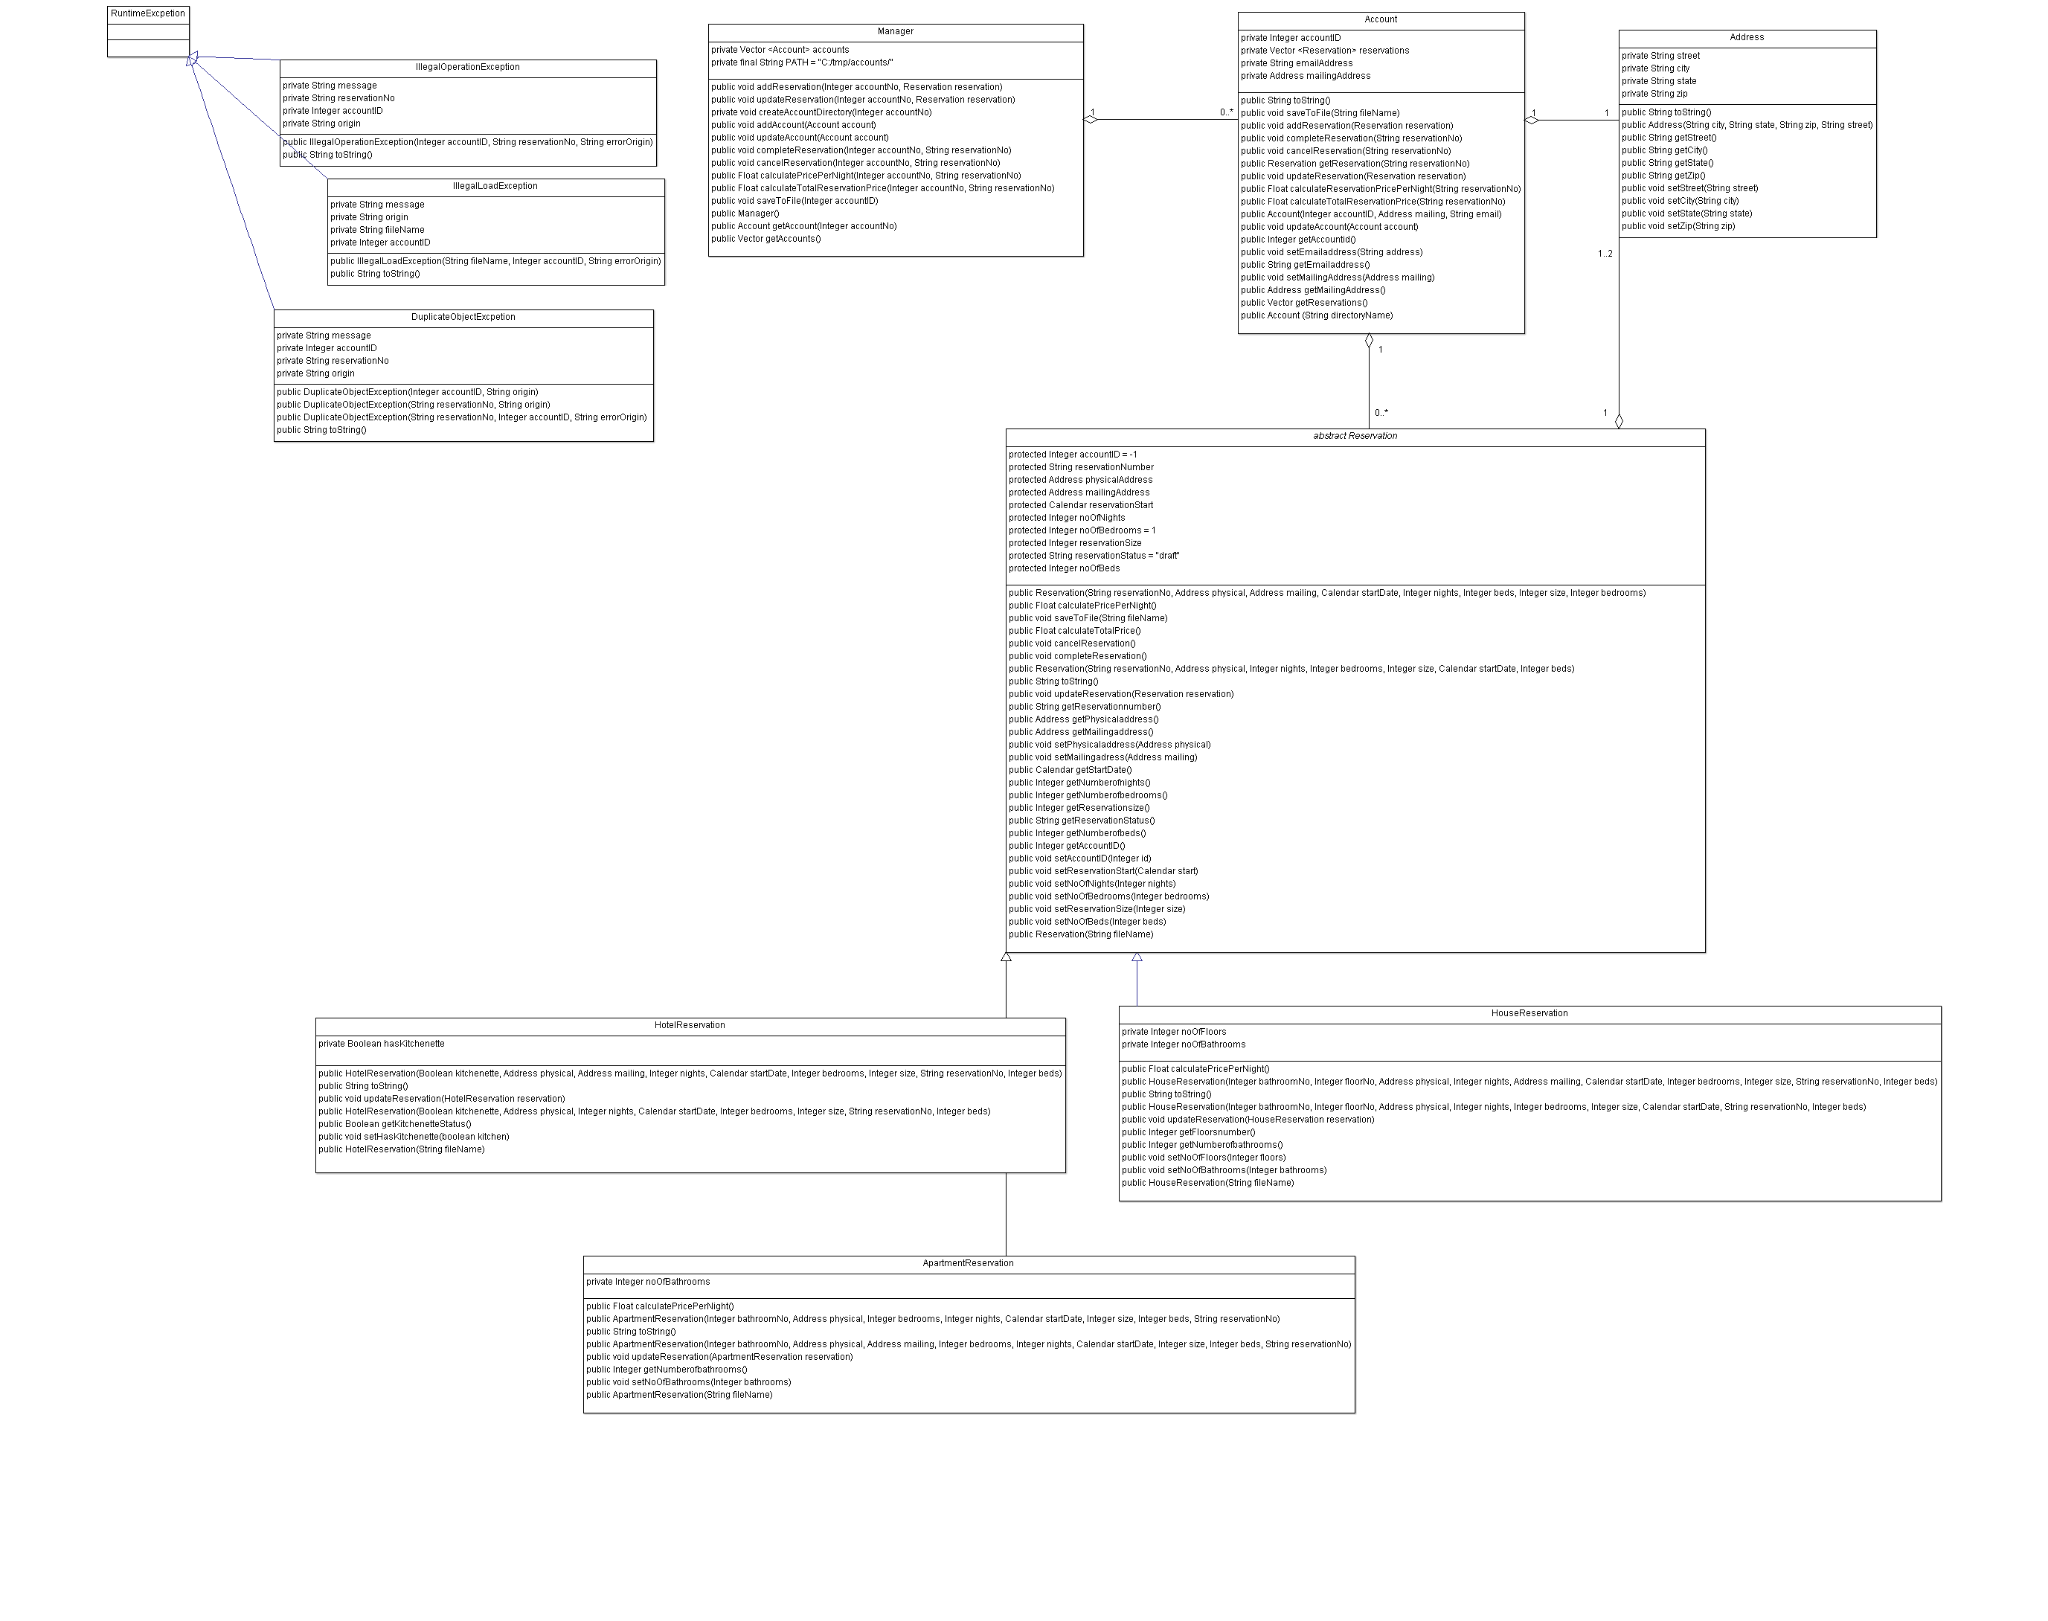 RuntimeExcpetion
IllegalOperationException
private String message
private String reservationNo
private Integer accountID
private String origin
public IllegalOperationException(Integer accountID, String reservationNo, String errorOrigin)
public String toString()
IllegalLoadException
private String message
private String origin
private String fileName
private Integer accountID
public IllegalLoadException(String fileName, Integer accountID, String errorOrigin)
public String toString()
DuplicateObjectExcpetion
private String message
private Integer accountID
private String reservationNo
private String origin
public DuplicateObjectException(Integer accountID, String origin)
public DuplicateObjectException(String reservationNo, String origin)
public DuplicateObjectException(String reservationNo, Integer accountID, String errorOrigin)
public String toString()
Manager
private Vector <Account> accounts
private final String PATH = "C:/tmp/accounts/"
public void addReservation(Integer accountNo, Reservation reservation)
public void updateReservation(Integer accountNo, Reservation reservation)
private void createAccountDirectory(Integer accountNo)
public void addAccount(Account account)
public void updateAccount(Account account)
public void completeReservation(Integer accountNo, String reservationNo)
public void cancelReservation(Integer accountNo, String reservationNo)
public Float calculatePricePerNight(Integer accountNo, String reservationNo)
public Float calculateTotalReservationPrice(Integer accountNo, String reservationNo)
public void saveToFile(Integer accountID)
public Manager()
public Account getAccount(Integer accountNo)
public Vector getAccounts()
1
0..*
Account
private Integer accountID
private Vector <Reservation> reservations
private String emailAddress
private Address mailingAddress
public String toString()
public void saveToFile(String fileName)
public void addReservation(Reservation reservation)
public void completeReservation(String reservationNo)
public void cancelReservation(String reservationNo)
public Reservation getReservation(String reservationNo)
public void updateReservation(Reservation reservation)
public Float calculateReservationPricePerNight(String reservationNo)
public Float calculateTotalReservationPrice(String reservationNo)
public Account(Integer accountID, Address mailing, String email)
public void updateAccount(Account account)
public Integer getAccountid()
public void setEmailaddress(String address)
public String getEmailaddress()
public void setMailingAddress(Address mailing)
public Address getMailingAddress()
public Vector getReservations()
public Account (String directoryName)
1
1
Address
private String street
private String city
private String state
private String zip
public String toString()
public Address(String city, String state, String zip, String street)
public String getStreet()
public String getCity()
public String getState()
public String getZip()
public void setStreet(String street)
public void setCity(String city)
public void setState(String state)
public void setZip(String zip)
1..2
1
1
0..*
abstract Reservation
protected Integer accountID = -1
protected String reservationNumber
protected Address physicalAddress
protected Address mailingAddress
protected Calendar reservationStart
protected Integer noOfNights
protected Integer noOfBedrooms = 1
protected Integer reservationSize
protected String reservationStatus = "draft"
protected Integer noOfBeds
public Reservation(String reservationNo, Address physical, Address mailing, Calendar startDate, Integer nights, Integer beds, Integer size, Integer bedrooms)
public Float calculatePricePerNight()
public void saveToFile(String fileName)
public Float calculateTotalPrice()
public void cancelReservation()
public void completeReservation()
public Reservation(String reservationNo, Address physical, Integer nights, Integer bedrooms, Integer size, Calendar startDate, Integer beds)
public String toString()
public void updateReservation(Reservation reservation)
public String getReservationnumber()
public Address getPhysicaladdress()
public Address getMailingaddress()
public void setPhysicaladdress(Address physical)
public void setMailingadress(Address mailing)
public Calendar getStartDate()
public Integer getNumberofnights()
public Integer getNumberofbedrooms()
public Integer getReservationsize()
public String getReservationStatus()
public Integer getNumberofbeds()
public Integer getAccountID()
public void setAccountID(Integer id)
public void setReservationStart(Calendar start)
public void setNoOfNights(Integer nights)
public void setNoOfBedrooms(Integer bedrooms)
public void setReservationSize(Integer size)
public void setNoOfBeds(Integer beds)
public Reservation(String fileName)
HotelReservation
private Boolean hasKitchenette
public HotelReservation(Boolean kitchenette, Address physical, Address mailing, Integer nights, Calendar startDate, Integer bedrooms, Integer size, String reservationNo, Integer beds)
public String toString()
public void updateReservation(HotelReservation reservation)
public HotelReservation(Boolean kitchenette, Address physical, Integer nights, Calendar startDate, Integer bedrooms, Integer size, String reservationNo, Integer beds)
public Boolean getKitchenetteStatus()
public void setHasKitchenette(boolean kitchen)
public HotelReservation(String fileName)
HouseReservation
private Integer noOfFloors
private Integer noOfBathrooms
public Float calculatePricePerNight()
public HouseReservation(Integer bathroomNo, Integer floorNo, Address physical, Integer nights, Address mailing, Calendar startDate, Integer bedrooms, Integer size, String reservationNo, Integer beds)
public String toString()
public HouseReservation(Integer bathroomNo, Integer floorNo, Address physical, Integer nights, Integer bedrooms, Integer size, Calendar startDate, String reservationNo, Integer beds)
public void updateReservation(HouseReservation reservation)
public Integer getFloorsnumber()
public Integer getNumberofbathrooms()
public void setNoOfFloors(Integer floors)
public void setNoOfBathrooms(Integer bathrooms)
public HouseReservation(String fileName)
ApartmentReservation
private Integer noOfBathrooms
public Float calculatePricePerNight()
public ApartmentReservation(Integer bathroomNo, Address physical, Integer bedrooms, Integer nights, Calendar startDate, Integer size, Integer beds, String reservationNo)
public String toString()
public ApartmentReservation(Integer bathroomNo, Address physical, Address mailing, Integer bedrooms, Integer nights, Calendar startDate, Integer size, Integer beds, String reservationNo)
public void updateReservation(ApartmentReservation reservation)
public Integer getNumberofbathrooms()
public void setNoOfBathrooms(Integer bathrooms)
public ApartmentReservation(String fileName)